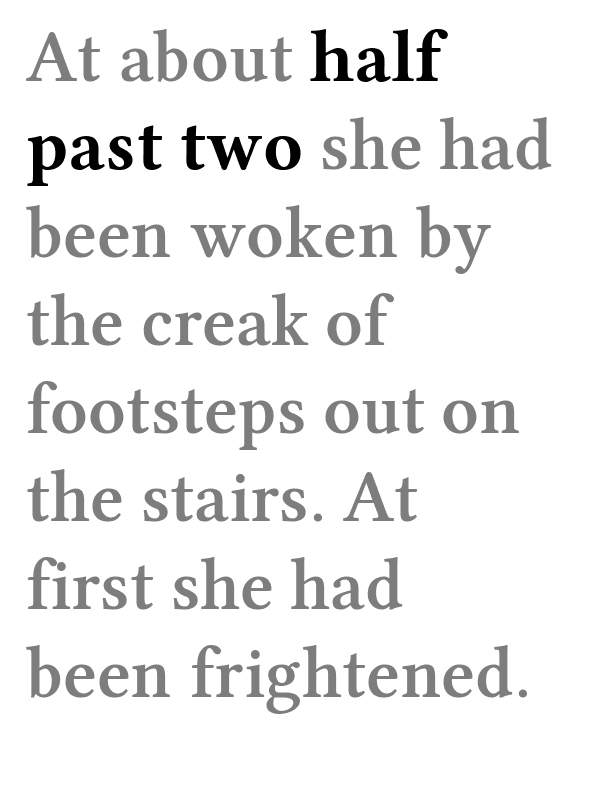 At about half
past two she had
been woken by
the creak of
footsteps out on
the stairs. At
first she had
been frightened.